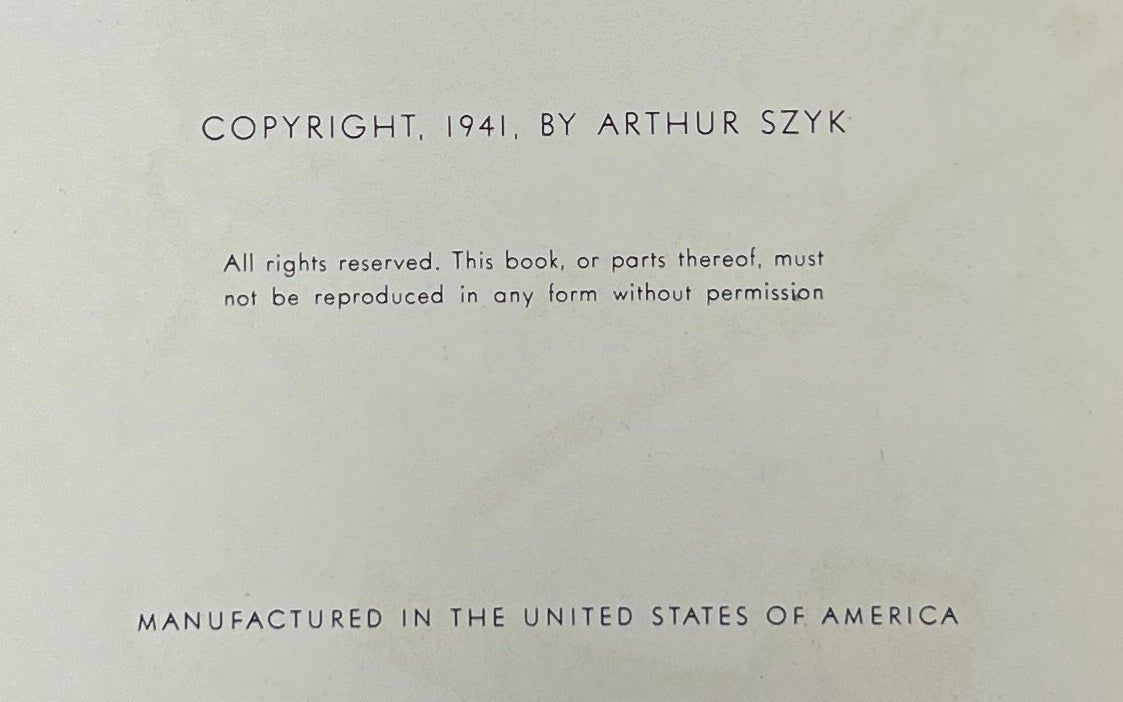 COPYRIGHT, 1941, BY ARTHUR SZYK
All rights reserved. This book, or parts thereof, must
not be reproduced in any form without permission
MANUFACTURED IN THE UNITED STATES OF AMERICA